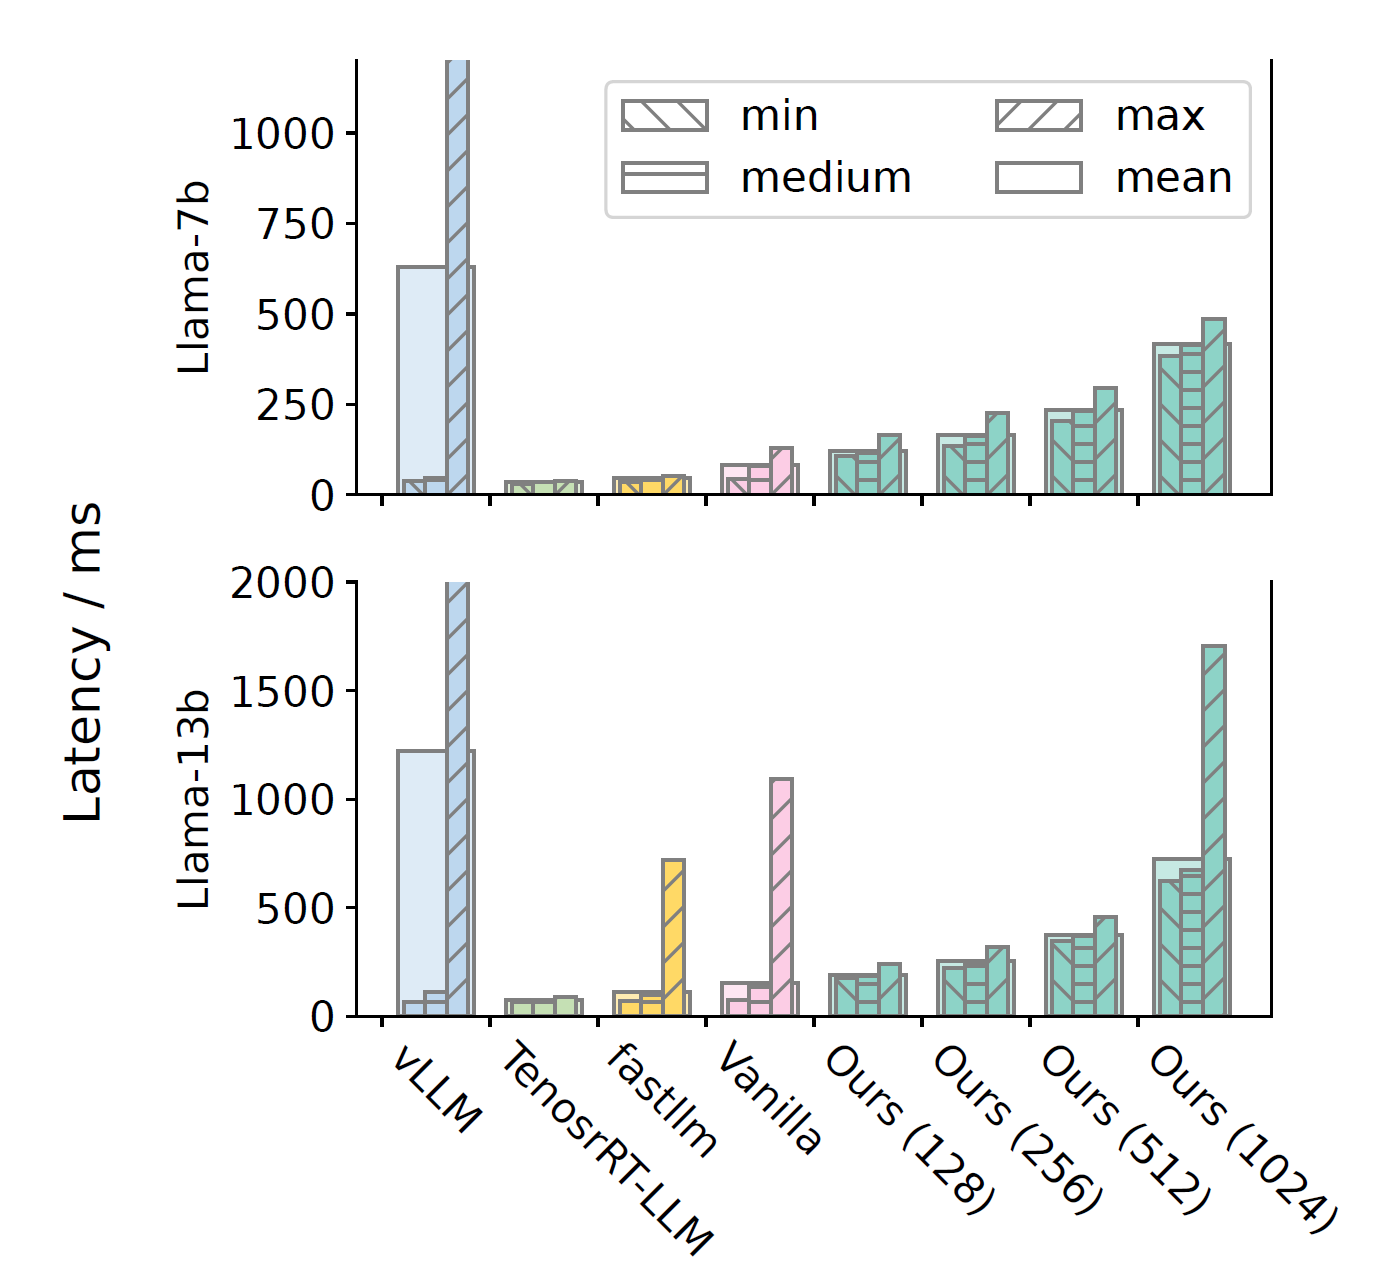 Latency / ms
Llama-7b
1000
750
500
250
0
min
max
medium
mean
Llama-13b
2000
1500
1000
500
0
vLLM
TenosrRT-LLM
fastllm
Vanilla
Ours (128)
Ours (256)
Ours (512)
Ours (1024)